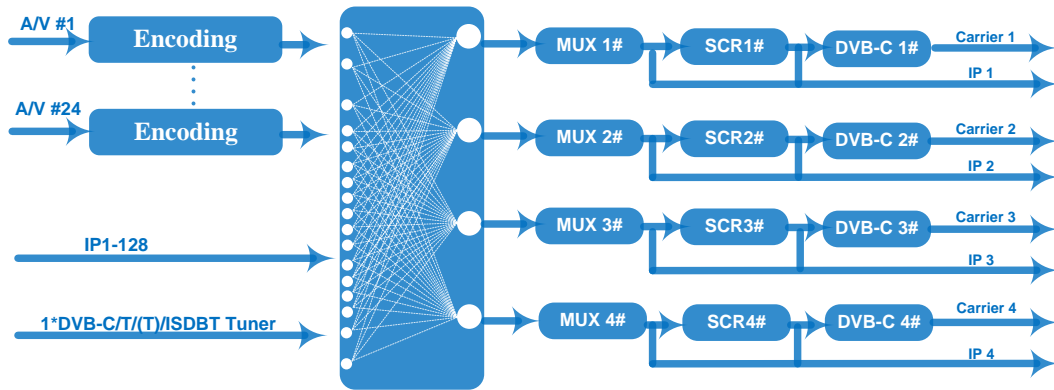 A/V #1
Encoding
A/V #24
Encoding
IP1-128
1*DVB-C/T/(T)/ISDBT Tuner
MUX 1#
SCR1#
DVB-C 1#
Carrier 1
IP 1
MUX 2#
SCR2#
DVB-C 2#
Carrier 2
IP 2
MUX 3#
SCR3#
DVB-C 3#
Carrier 3
IP 3
MUX 4#
SCR4#
DVB-C 4#
Carrier 4
IP 4